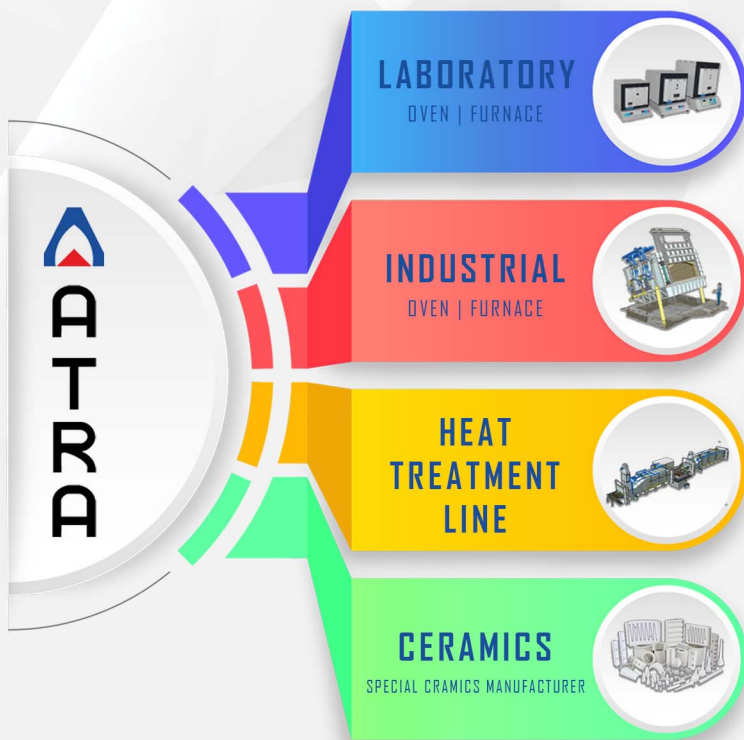 ATRA
LABORATORY
OVEN | FURNACE
INDUSTRIAL
OVEN | FURNACE
HEAT
TREATMENT
LINE
CERAMICS
SPECIAL CRAMICS MANUFACTURER